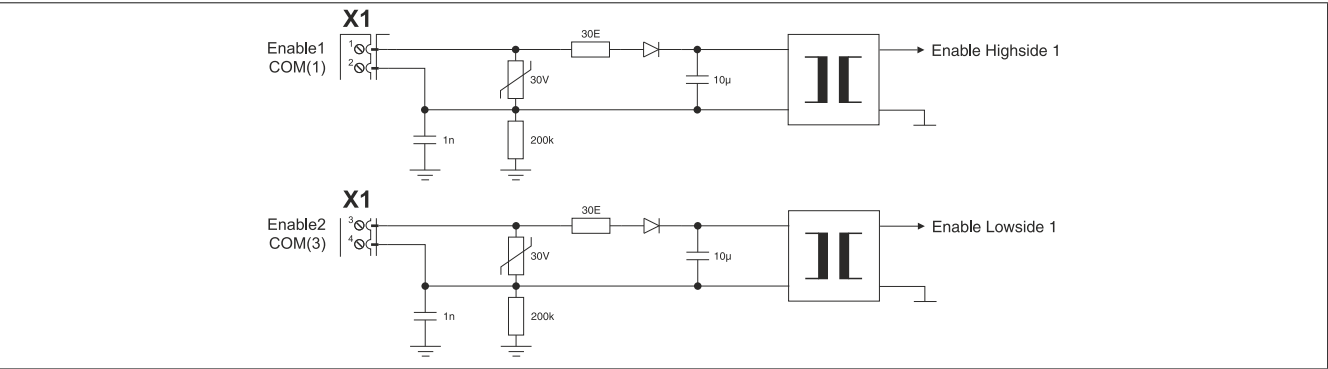 X1
Enable1
COM(1)
1
2
30E
30V
10µ
1n
200k
Enable Highside 1
X1
Enable2
COM(3)
3
4
30E
30V
10µ
1n
200k
Enable Lowside 1